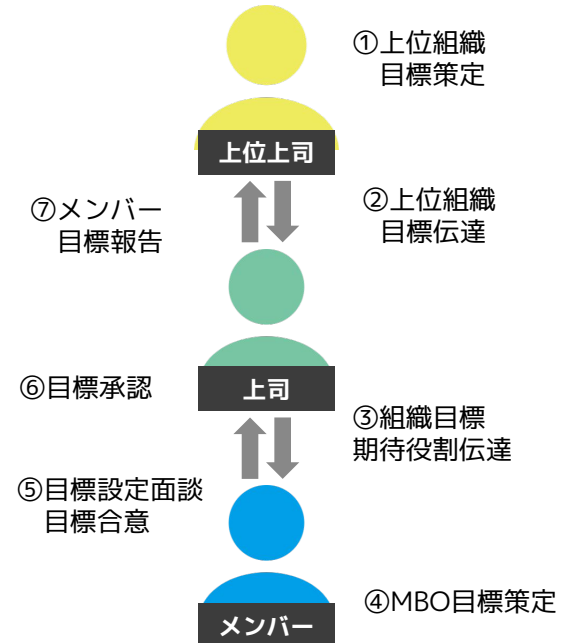 ①上位組織
目標策定
上位上司
⑦メンバー
目標報告
②上位組織
目標伝達
⑥目標承認
上司
③組織目標
期待役割伝達
⑤目標設定面談
目標合意
④MBO目標策定
メンバー